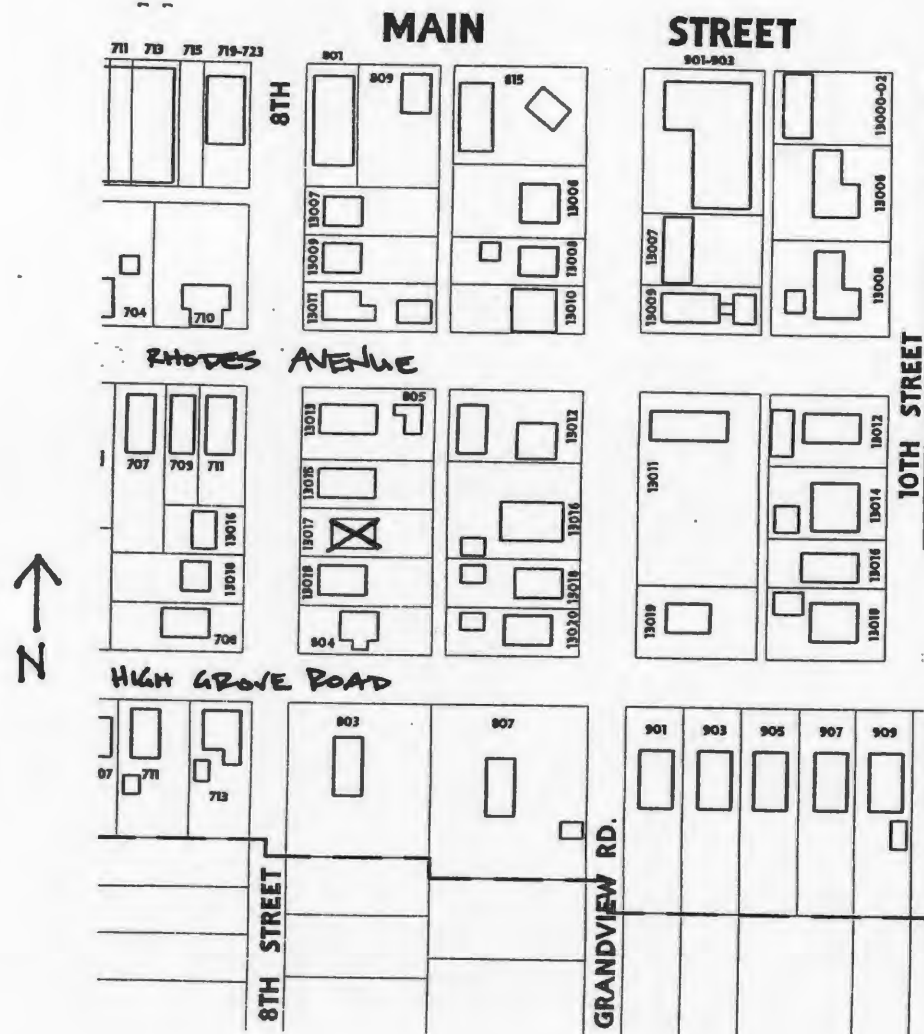 MAIN STREET
711 713 715 719-723
8TH
801 809 815
901-903
13000-02
13007 13006 13007 13006
13009 13008 13008
13011 13010 13009
704 710
RHODES AVENUE
10TH STREET
13013 805 13012 13011 13012
707 709 711
13015 13014
13016 13017 13016 13016
13018 13019 13018 13019 13018
708 804 13020
N
HIGH GROVE ROAD
803 807 901 903 905 907 909
07 711 713
8TH STREET
GRANDVIEW RD.